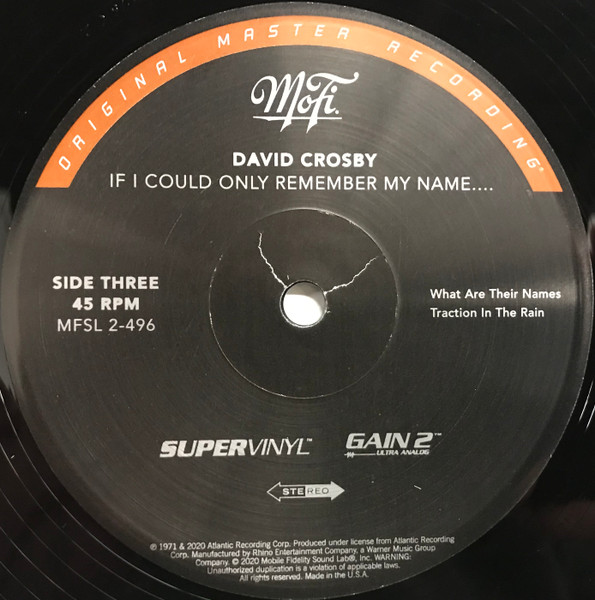 ORIGINAL MASTER RECORDING®
MoFi.
DAVID CROSBY
IF I COULD ONLY REMEMBER MY NAME....
SIDE THREE
45 RPM
MFSL 2-496
What Are Their Names
Traction In The Rain
SUPERVINYL™
GAIN 2™
ULTRA ANALOG
STEREO
℗ 1971 & 2020 Atlantic Recording Corp. Produced under license from Atlantic Recording
Corp. Manufactured by Rhino Entertainment Company, a Warner Music Group
Company. © 2020 Mobile Fidelity Sound Lab®, Inc. WARNING:
Unauthorized duplication is a violation of applicable laws.
All rights reserved. Made in the U.S.A.